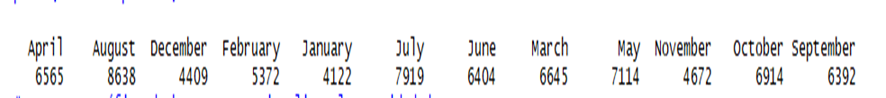 April August December February January July June March May November October September
6565 8638 4409 5372 4122 7919 6404 6645 7114 4672 6914 6392